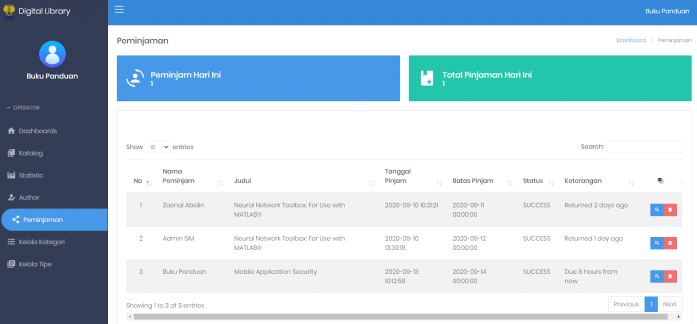 Digital Library
Buku Panduan
Buku Panduan
OPERATOR
Dashboards
Katalog
Statistic
Author
Peminjaman
Kelola Kategori
Kelola Tipe
Peminjaman
Dashboard
Peminjaman
Peminjam Hari Ini
1
Total Pinjaman Hari Ini
1
Show 10 entries
Search:
No Nama Peminjam Judul Tanggal Pinjam Batas Pinjam Status Keterangan
1 Zaenal Abidin Neural Network Toolbox For Use with MATLAB® 2020-09-10 10:31:21 2020-09-11 00:00:00 SUCCESS Returned 2 days ago
2 Admin SIM Neural Network Toolbox For Use with MATLAB® 2020-09-10 13:39:18 2020-09-12 00:00:00 SUCCESS Returned 1 day ago
3 Buku Panduan Mobile Application Security 2020-09-13 10:12:58 2020-09-14 00:00:00 SUCCESS Due 8 hours from now
Showing 1 to 3 of 3 entries
Previous 1 Next